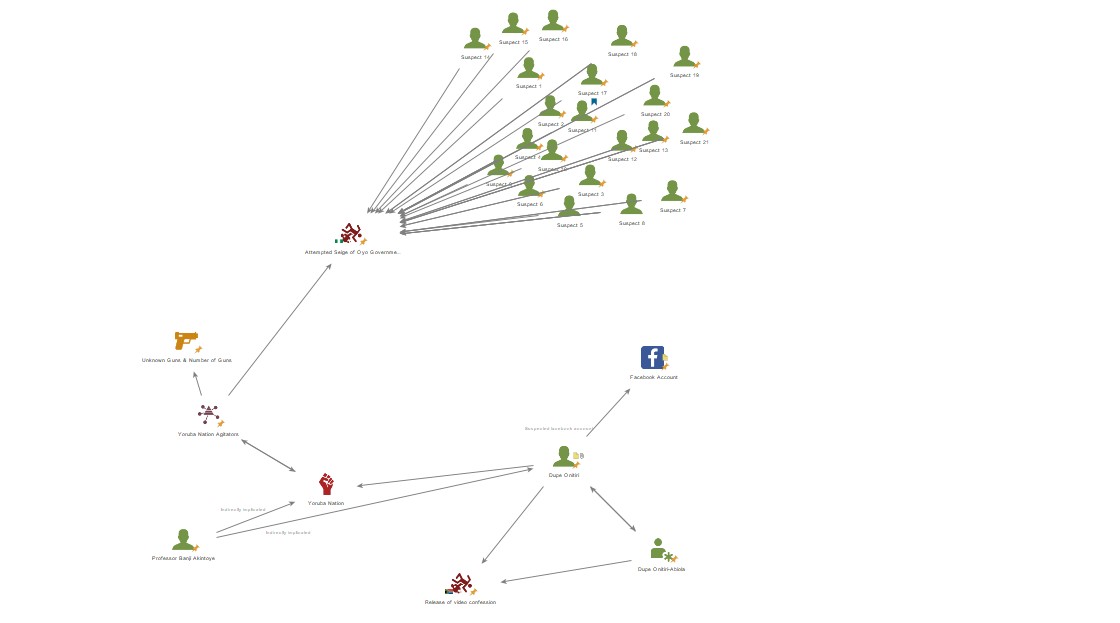 Suspect 16
Suspect 15
Suspect 18
Suspect 14
Suspect 19
Suspect 1
Suspect 17
Suspect 20
Suspect 2
Suspect 11
Suspect 21
Suspect 13
Suspect 4
Suspect 12
Suspect
Suspect
Suspect 3
Suspect 6
Suspect 7
Suspect 5
Suspect 8
Attempted Seige of Oyo Governme...
Unknown Guns & Number of Guns
Facebook Account
Suspected facebook account
Yoruba Nation Agitators
Dupe Onitiri
Yoruba Nation
Indirectly implicated
Indirectly implicated
Professor Banji Akintoye
Dupe Onitiri-Abiola
Release of video confession